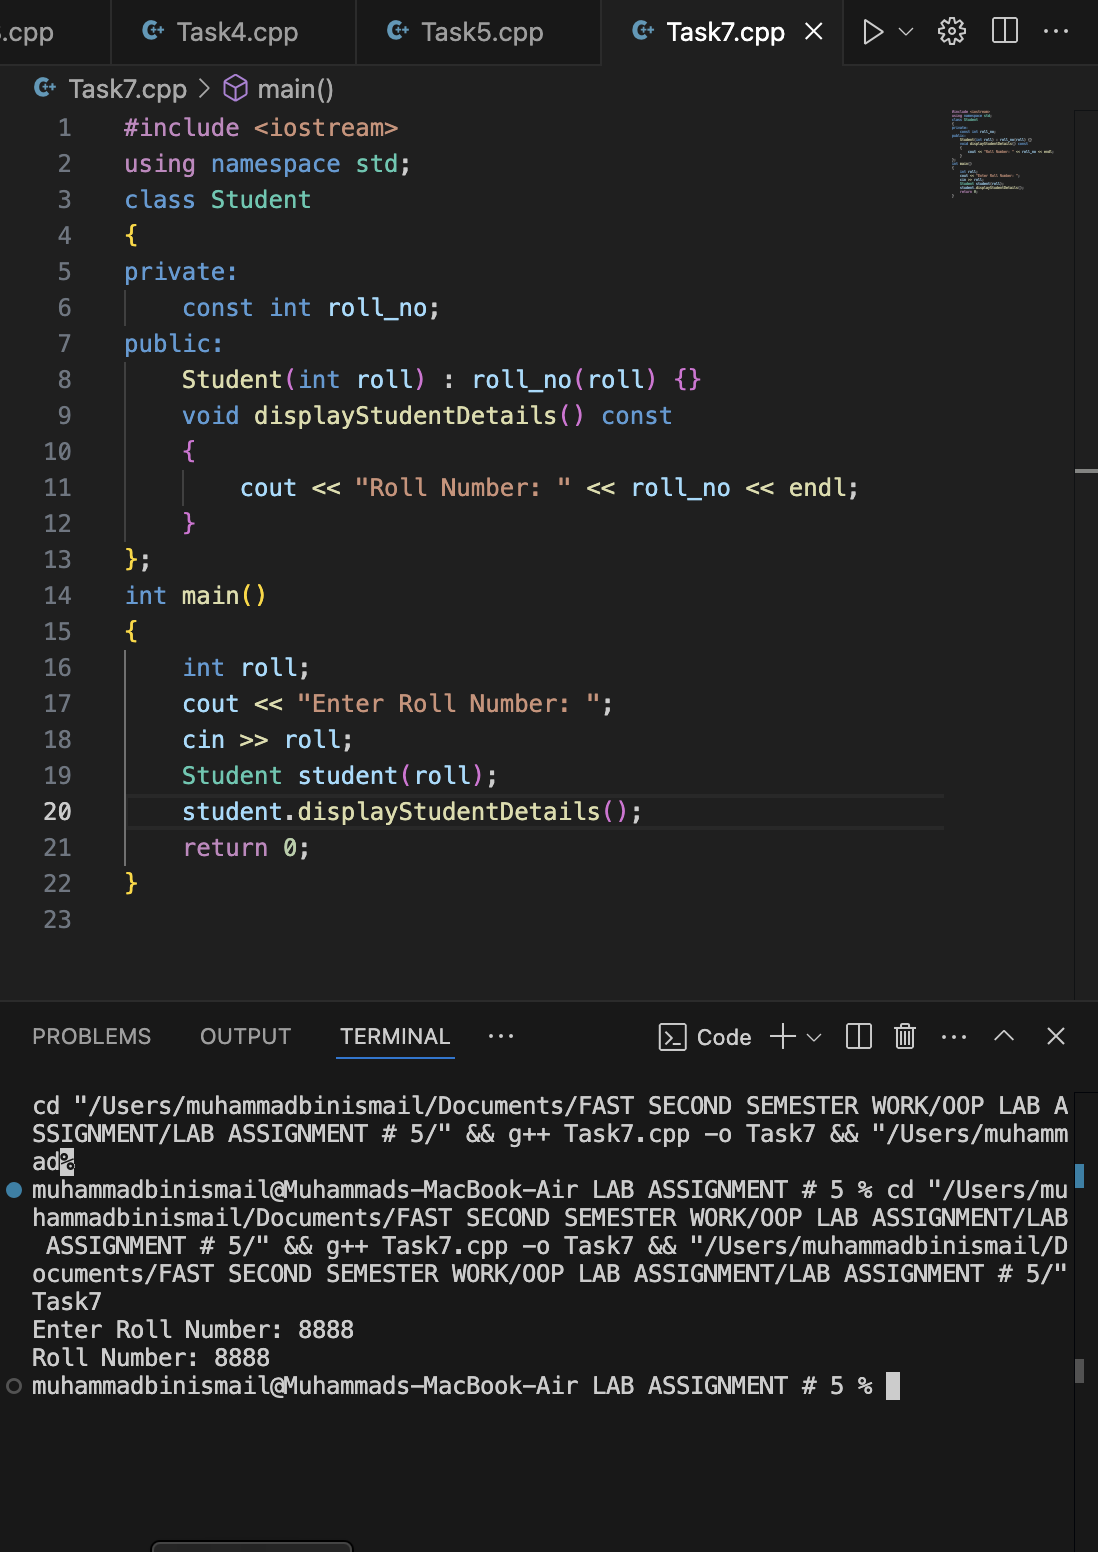 .cpp
Task4.cpp
Task5.cpp
Task7.cpp
Task7.cpp > main()
1 #include <iostream>
2 using namespace std;
3 class Student
4 {
5 private:
6     const int roll_no;
7 public:
8     Student(int roll) : roll_no(roll) {}
9     void displayStudentDetails() const
10     {
11         cout << "Roll Number: " << roll_no << endl;
12     }
13 };
14 int main()
15 {
16     int roll;
17     cout << "Enter Roll Number: ";
18     cin >> roll;
19     Student student(roll);
20     student.displayStudentDetails();
21     return 0;
22 }
23
PROBLEMS OUTPUT TERMINAL ··· Code
cd "/Users/muhammadbinismail/Documents/FAST SECOND SEMESTER WORK/OOP LAB A
SSIGNMENT/LAB ASSIGNMENT # 5/" && g++ Task7.cpp -o Task7 && "/Users/muhamm
ad%
muhammadbinismail@Muhammads-MacBook-Air LAB ASSIGNMENT # 5 % cd "/Users/mu
hammadbinismail/Documents/FAST SECOND SEMESTER WORK/OOP LAB ASSIGNMENT/LAB
 ASSIGNMENT # 5/" && g++ Task7.cpp -o Task7 && "/Users/muhammadbinismail/D
ocuments/FAST SECOND SEMESTER WORK/OOP LAB ASSIGNMENT/LAB ASSIGNMENT # 5/"
Task7
Enter Roll Number: 8888
Roll Number: 8888
muhammadbinismail@Muhammads-MacBook-Air LAB ASSIGNMENT # 5 %